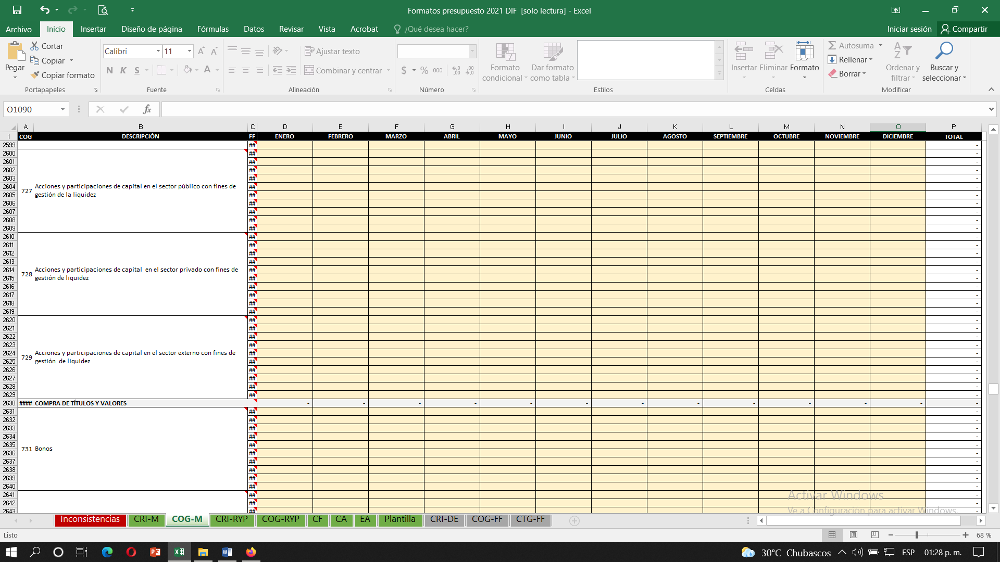 Formatos presupuesto 2021 DIF  [solo lectura] - Excel
Archivo Inicio Insertar Diseño de página Fórmulas Datos Revisar Vista Acrobat ¿Qué desea hacer? Iniciar sesión Compartir
Pegar Cortar
Copiar
Copiar formato
Calibri 11
N K S
Ajustar texto
Combinar y centrar
$ % 000
Formato condicional
Dar formato como tabla
Insertar Eliminar Formato
Autosuma
Rellenar
Borrar
Ordenar y filtrar
Buscar y seleccionar
Portapapeles Fuente Alineación Número Estilos Celdas Modificar
O1090 fx
A B C D E F G H I J K L M N O P
1 COG DESCRIPCIÓN FF ENERO FEBRERO MARZO ABRIL MAYO JUNIO JULIO AGOSTO SEPTIEMBRE OCTUBRE NOVIEMBRE DICIEMBRE TOTAL
2599 ## -
2600 ## -
2601 ## -
2602 ## -
2603 ## -
2604 ## -
2605 ## -
2606 ## -
2607 ## -
2608 ## -
2609 ## -
727 Acciones y participaciones de capital en el sector público con fines de
gestión de la liquidez
2610 ## -
2611 ## -
2612 ## -
2613 ## -
2614 ## -
2615 ## -
2616 ## -
2617 ## -
2618 ## -
2619 ## -
728 Acciones y participaciones de capital  en el sector privado con fines de
gestión de liquidez
2620 ## -
2621 ## -
2622 ## -
2623 ## -
2624 ## -
2625 ## -
2626 ## -
2627 ## -
2628 ## -
2629 ## -
729 Acciones y participaciones de capital en el sector externo con fines de
gestión  de liquidez
2630 #### COMPRA DE TÍTULOS Y VALORES - - - - - - - - - - - - -
2631 ## -
2632 ## -
2633 ## -
2634 ## -
2635 ## -
2636 ## -
2637 ## -
2638 ## -
2639 ## -
2640 ## -
731 Bonos
2641 ## -
2642 ## -
2643 ## -
Activar Windows
Ve a Configuración para activar Windows.
Inconsistencias CRI-M COG-M CRI-RYP COG-RYP CF CA EA Plantilla CRI-DE COG-FF CTG-FF
Listo 68 %
30°C Chubascos ESP 01:28 p. m.